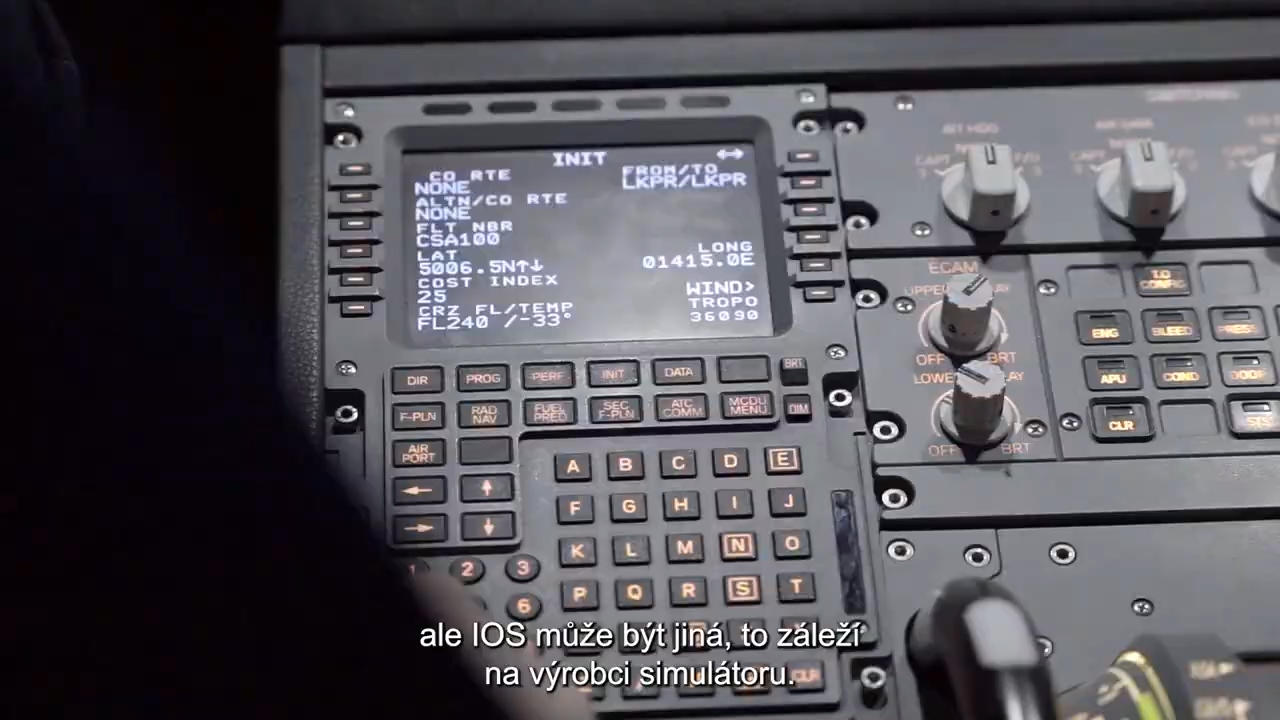 INIT
CO RTE
FROM/TO
NONE
LKPR/LKPR
ALTN/CO RTE
NONE
FLT NBR
CSA100
LAT
LONG
5006.5N↑↓
01415.0E
COST INDEX
25
WIND>
CRZ FL/TEMP
TROPO
FL240 /-33°
36090
DIR PROG PERF INIT DATA BRT
F-PLN RAD NAV FUEL PRED SEC F-PLN ATC COMM MCDU MENU DIM
AIR PORT
← ↑
→ ↓
A B C D E
F G H I J
K L M N O
P Q R S T
1 2 3
6
CAPT
CAPT
ECAM
UPPER
OFF BRT
OFF BRT
T.O CONFIG
ENG BLEED PRESS
APU COND DOOR
CLR STS
ale IOS může být jiná, to záleží
na výrobci simulátoru.